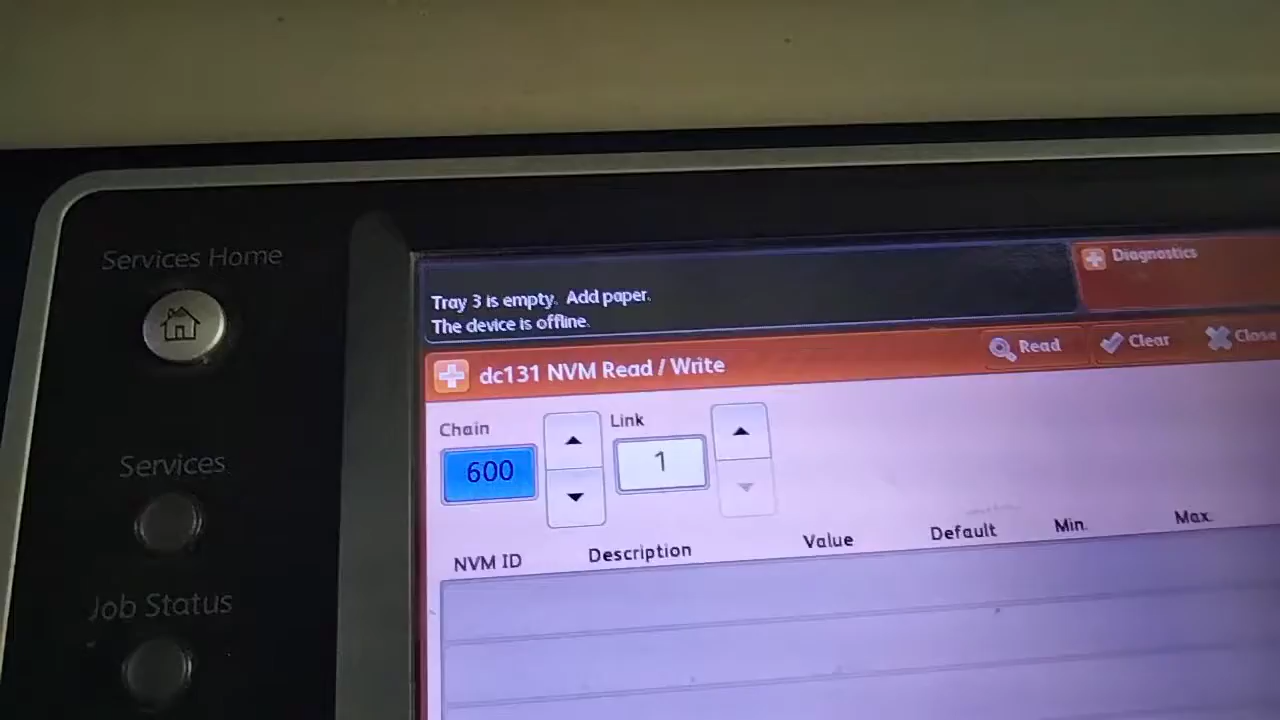 Services Home
Services
Job Status
Diagnostics
Tray 3 is empty. Add paper.
The device is offline.
dc131 NVM Read / Write
Read
Clear
Close
Chain
Link
600
1
NVM ID Description Value Default Min. Max.